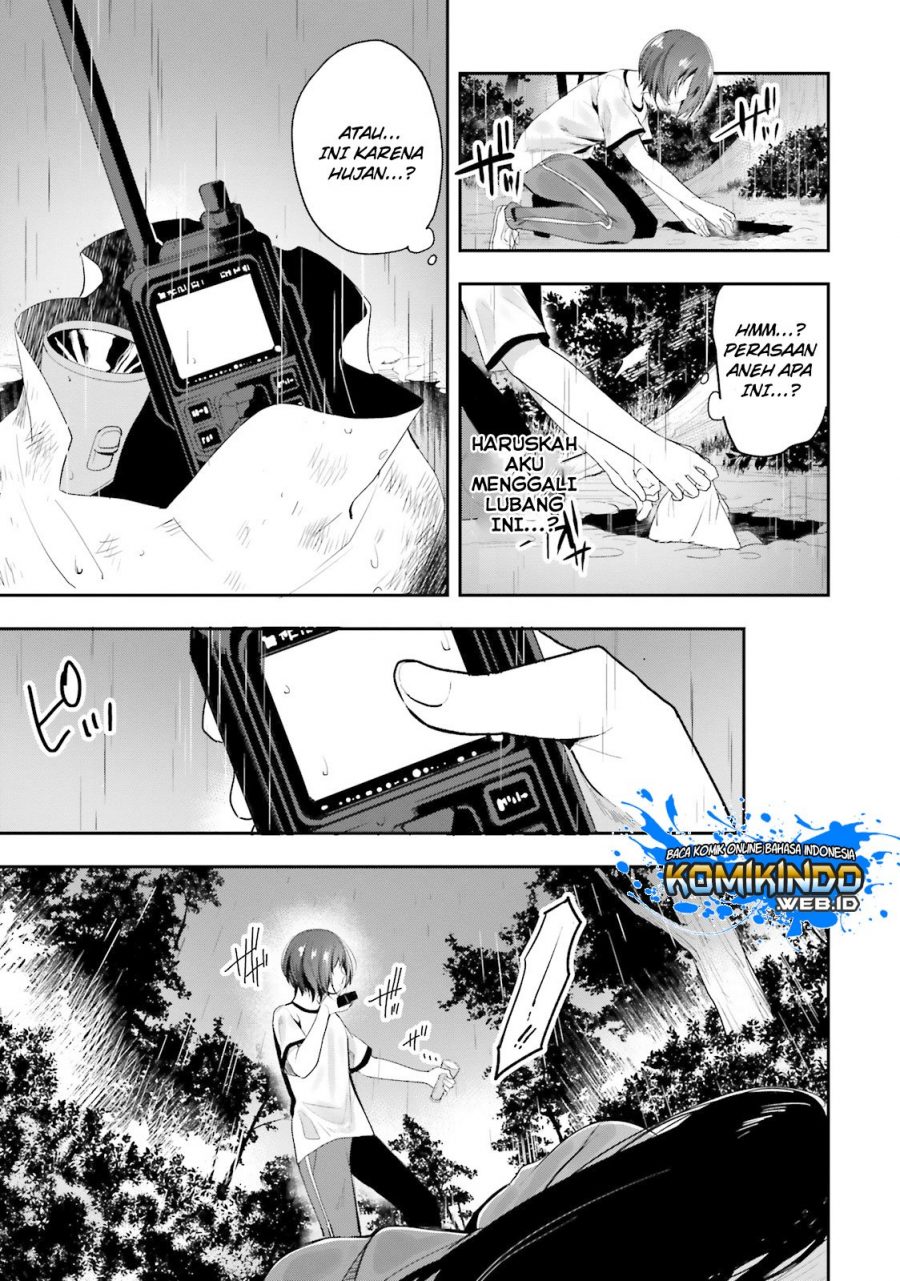 HMM...?
PERASAAN
ANEH APA
INI...?
HARUSKAH
AKU
MENGGALI
LUBANG
INI...?
ATAU...
INI KARENA
HUJAN...?
ピッ
BACA KOMIK ONLINE BAHASA INDONESIA
KOMIKINDO
WEB.ID